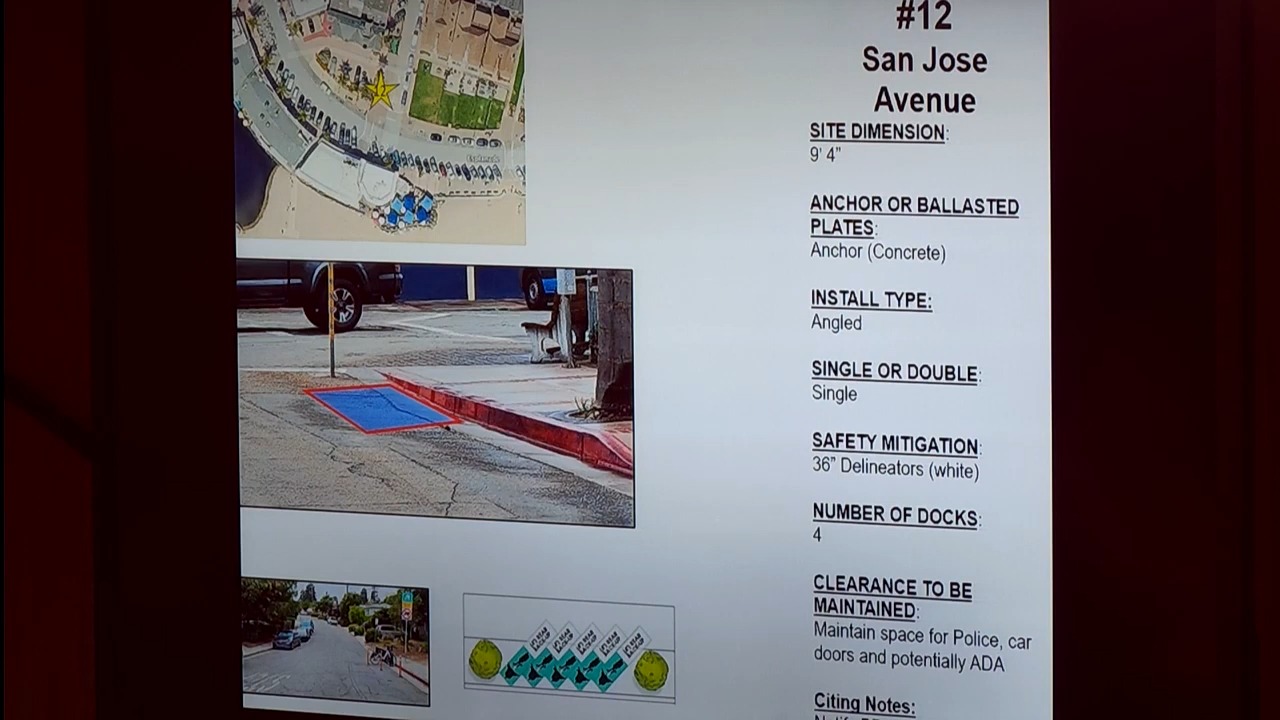 #12
San Jose
Avenue
SITE DIMENSION:
9' 4"
ANCHOR OR BALLASTED
PLATES:
Anchor (Concrete)
INSTALL TYPE:
Angled
SINGLE OR DOUBLE:
Single
SAFETY MITIGATION:
36" Delineators (white)
NUMBER OF DOCKS:
4
CLEARANCE TO BE
MAINTAINED:
Maintain space for Police, car
doors and potentially ADA
Citing Notes:
Esplanade